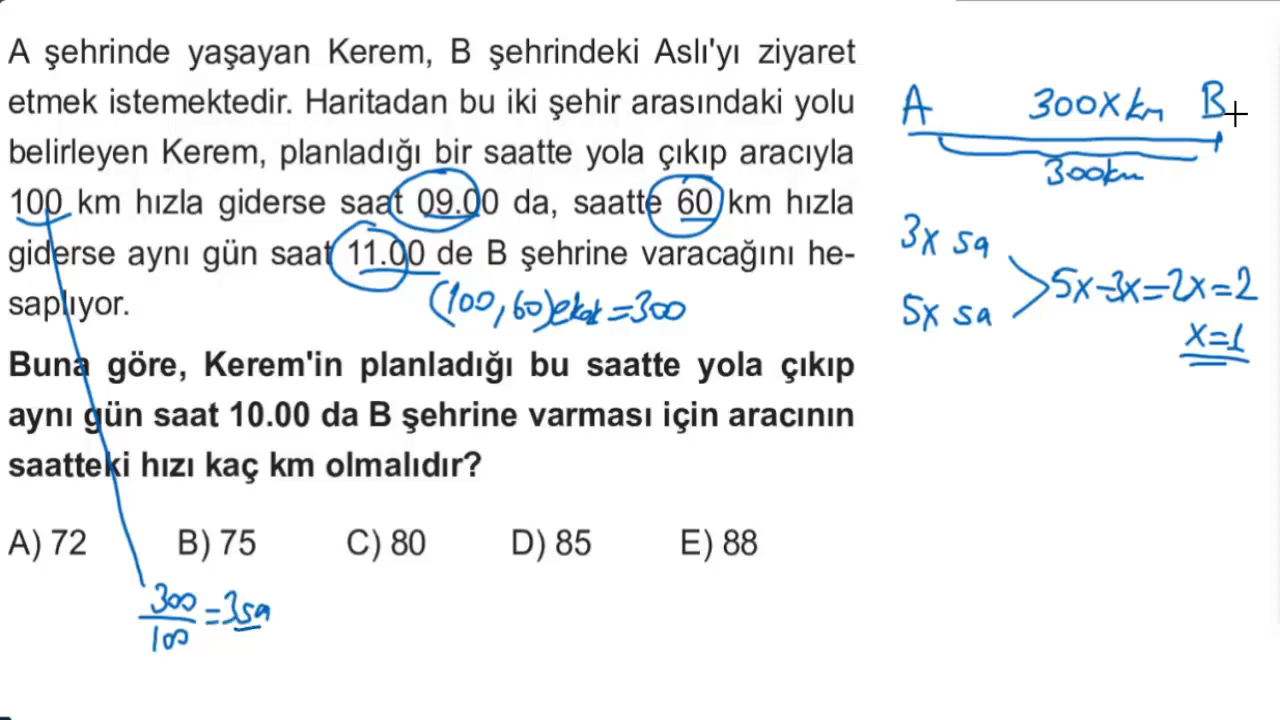 A şehrinde yaşayan Kerem, B şehrindeki Aslı'yı ziyaret
etmek istemektedir. Haritadan bu iki şehir arasındaki yolu
belirleyen Kerem, planladığı bir saatte yola çıkıp aracıyla
100 km hızla giderse saat 09.00 da, saatte 60 km hızla
giderse aynı gün saat 11.00 de B şehrine varacağını he-
saplıyor.
(100,60)ekok=300
Buna göre, Kerem'in planladığı bu saatte yola çıkıp
aynı gün saat 10.00 da B şehrine varması için aracının
saatteki hızı kaç km olmalıdır?
A) 72 B) 75 C) 80 D) 85 E) 88
300/100=3sa
A 300x km B
300km
3x sa
5x sa
5x-3x=2x=2
x=1